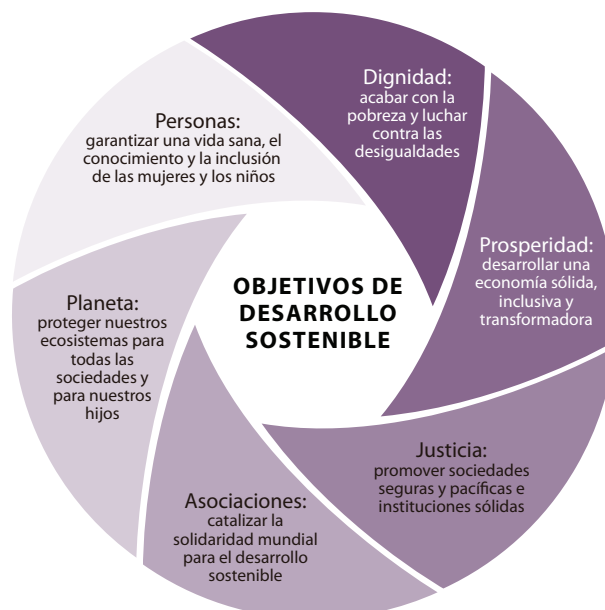 Dignidad:
acabar con la
pobreza y luchar
contra las
desigualdades
Prosperidad:
desarrollar una
economía sólida,
inclusiva y
transformadora
Justicia:
promover sociedades
seguras y pacíficas e
instituciones sólidas
Asociaciones:
catalizar la
solidaridad mundial
para el desarrollo
sostenible
Planeta:
proteger nuestros
ecosistemas para
todas las
sociedades y
para nuestros
hijos
Personas:
garantizar una vida sana, el
conocimiento y la inclusión
de las mujeres y los niños
OBJETIVOS DE
DESARROLLO
SOSTENIBLE